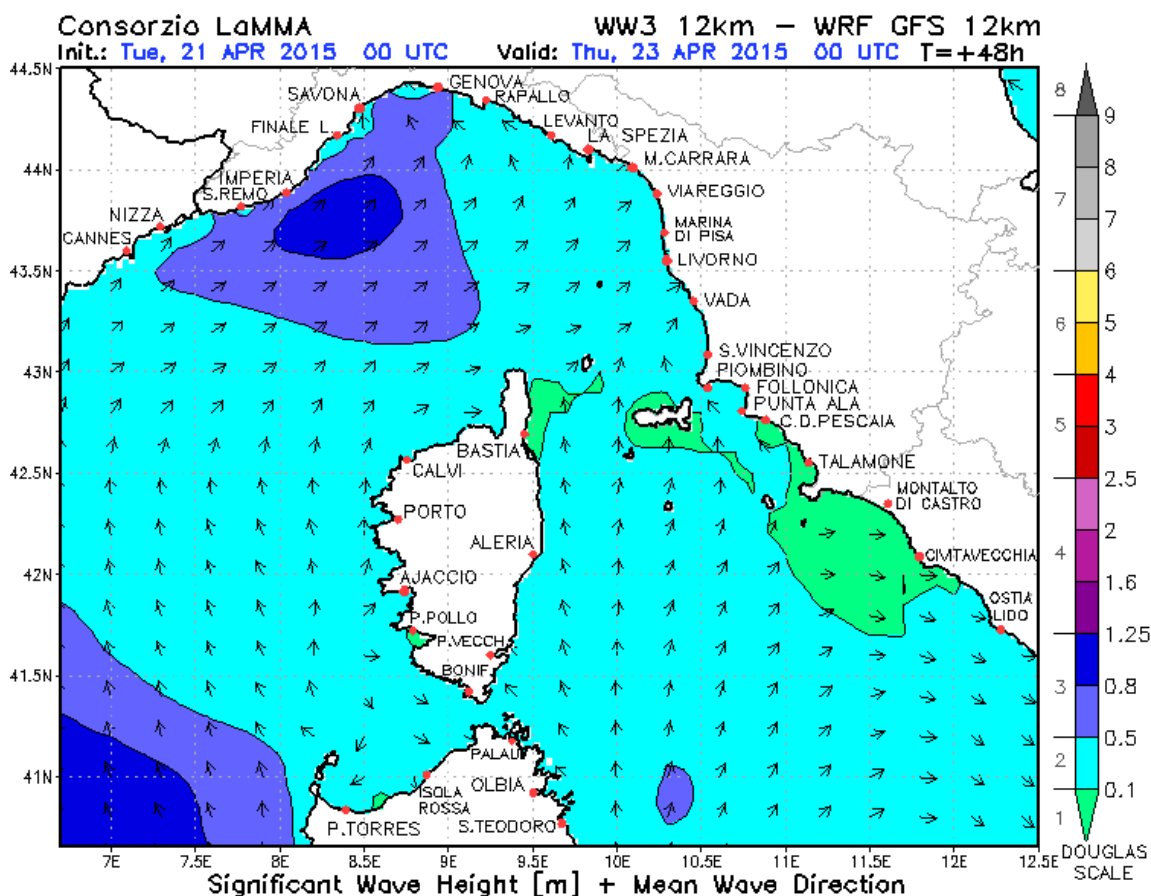 Consorzio LaMMA WW3 12km – WRF GFS 12km
Init.: Tue, 21 APR 2015 00 UTC Valid: Thu, 23 APR 2015 00 UTC T=+48h
44.5N
44N
43.5N
43N
42.5N
42N
41.5N
41N
7E
7.5E
8E
8.5E
9E
9.5E
10E
10.5E
11E
11.5E
12E
12.5E
GENOVA
SAVONA
RAPALLO
FINALE L.
LEVANTO
LA SPEZIA
M.CARRARA
IMPERIA
S.REMO
VIAREGGIO
NIZZA
MARINA
DI PISA
CANNES
LIVORNO
VADA
S.VINCENZO
PIOMBINO
FOLLONICA
PUNTA ALA
C.D.PESCAIA
BASTIA
CALVI
TALAMONE
MONTALTO
DI CASTRO
PORTO
ALERIA
CIVITAVECCHIA
AJACCIO
OSTIA
LIDO
P.POLLO
P.VECCH
BONIF
PALAU
OLBIA
ISOLA
ROSSA
P.TORRES
S.TEODORO
8
7
6
5
4
3
2
1
9
8
7
6
5
4
3
2.5
2
1.6
1.25
0.8
0.5
0.1
DOUGLAS
SCALE
Significant Wave Height [m] + Mean Wave Direction